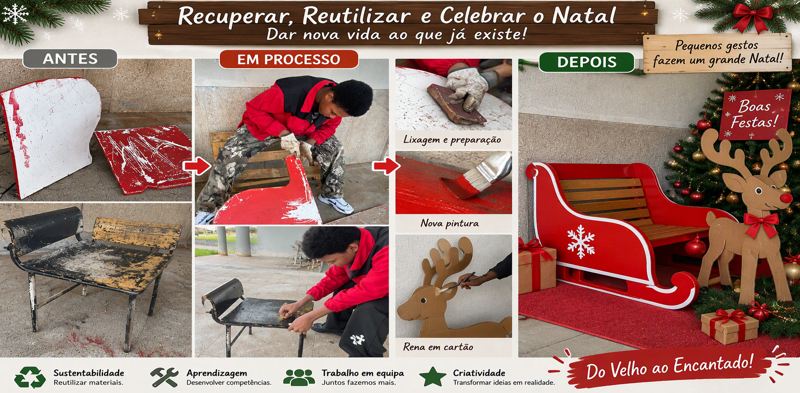 Recuperar, Reutilizar e Celebrar o Natal
Dar nova vida ao que já existe!
Pequenos gestos
fazem um grande Natal!
ANTES
EM PROCESSO
DEPOIS
Boas
Festas!
Lixagem e preparação
Nova pintura
Rena em cartão
Sustentabilidade
Reutilizar materiais.
Aprendizagem
Desenvolver competências.
Trabalho em equipa
Juntos fazemos mais.
Criatividade
Transformar ideias em realidade.
Do Velho ao Encantado!